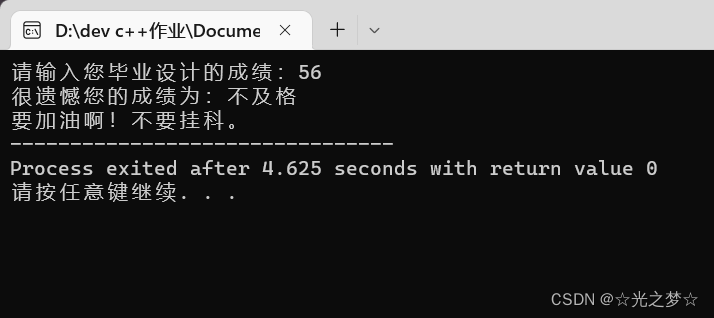 D:\dev c++作业\Docume
请输入您毕业设计的成绩：56
很遗憾您的成绩为：不及格
要加油啊！不要挂科。
--------------------------------
Process exited after 4.625 seconds with return value 0
请按任意键继续. . .
CSDN @☆光之梦☆